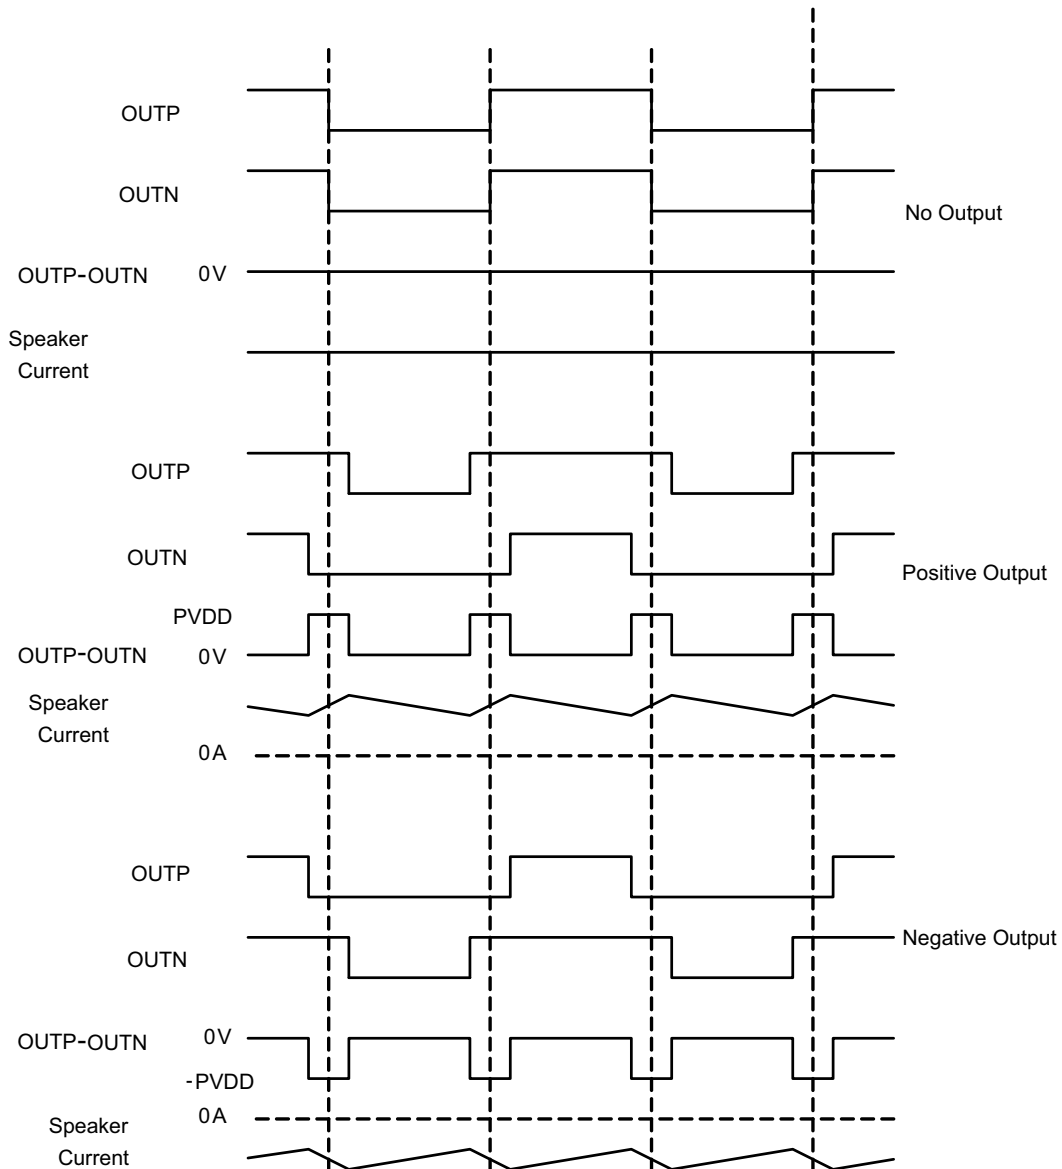 OUTP
OUTN
No Output
OUTP-OUTN 0V
Speaker
Current
OUTP
OUTN
Positive Output
PVDD
OUTP-OUTN 0V
Speaker
Current
0A
OUTP
Negative Output
OUTN
OUTP-OUTN 0V
-PVDD
0A
Speaker
Current